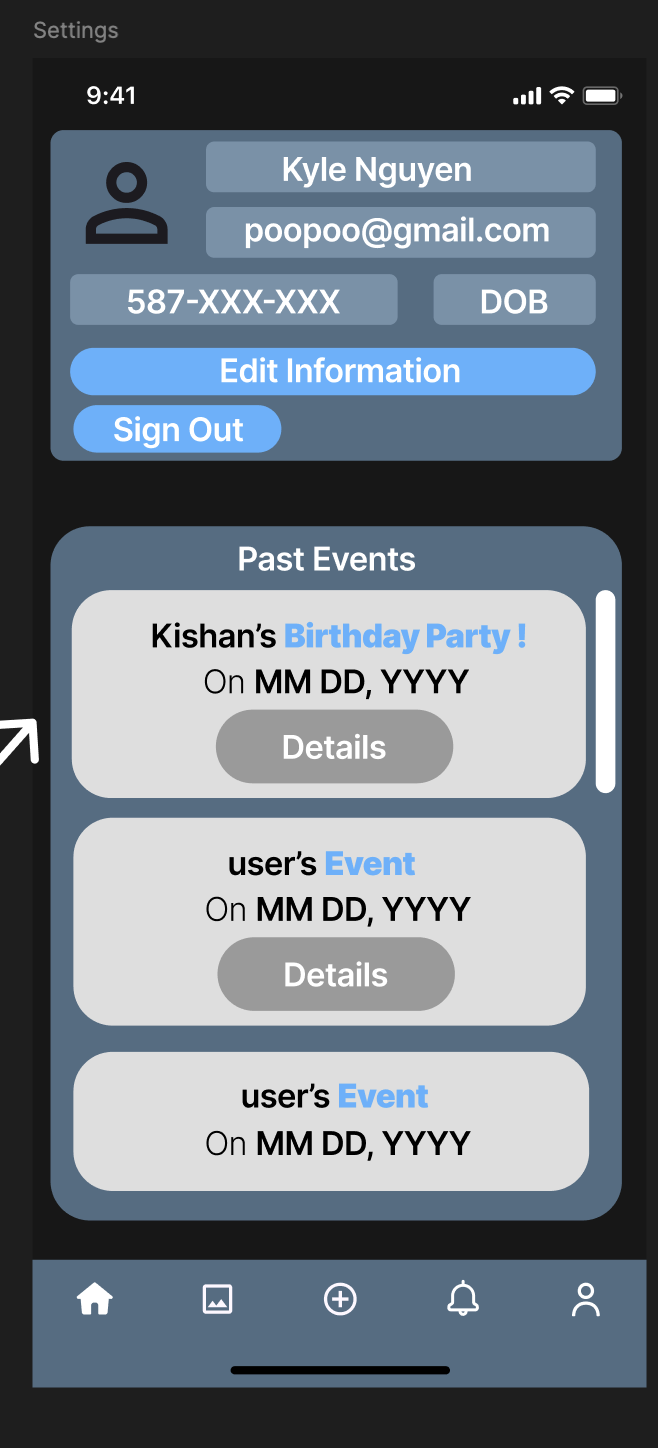 Settings
9:41
Kyle Nguyen
poopoo@gmail.com
587-XXX-XXX DOB
Edit Information
Sign Out
Past Events
Kishan’s Birthday Party !
On MM DD, YYYY
Details
user’s Event
On MM DD, YYYY
Details
user’s Event
On MM DD, YYYY